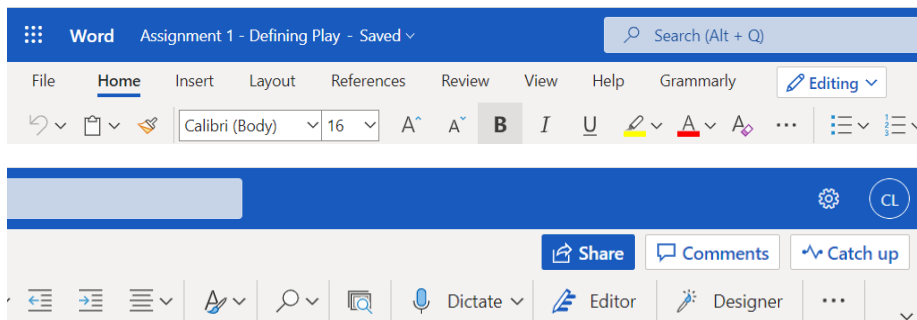 Word Assignment 1 - Defining Play - Saved Search (Alt + Q)
File Home Insert Layout References Review View Help Grammarly Editing
Calibri (Body) 16 A A B I U A A
CL
Share Comments Catch up
A Dictate Editor Designer